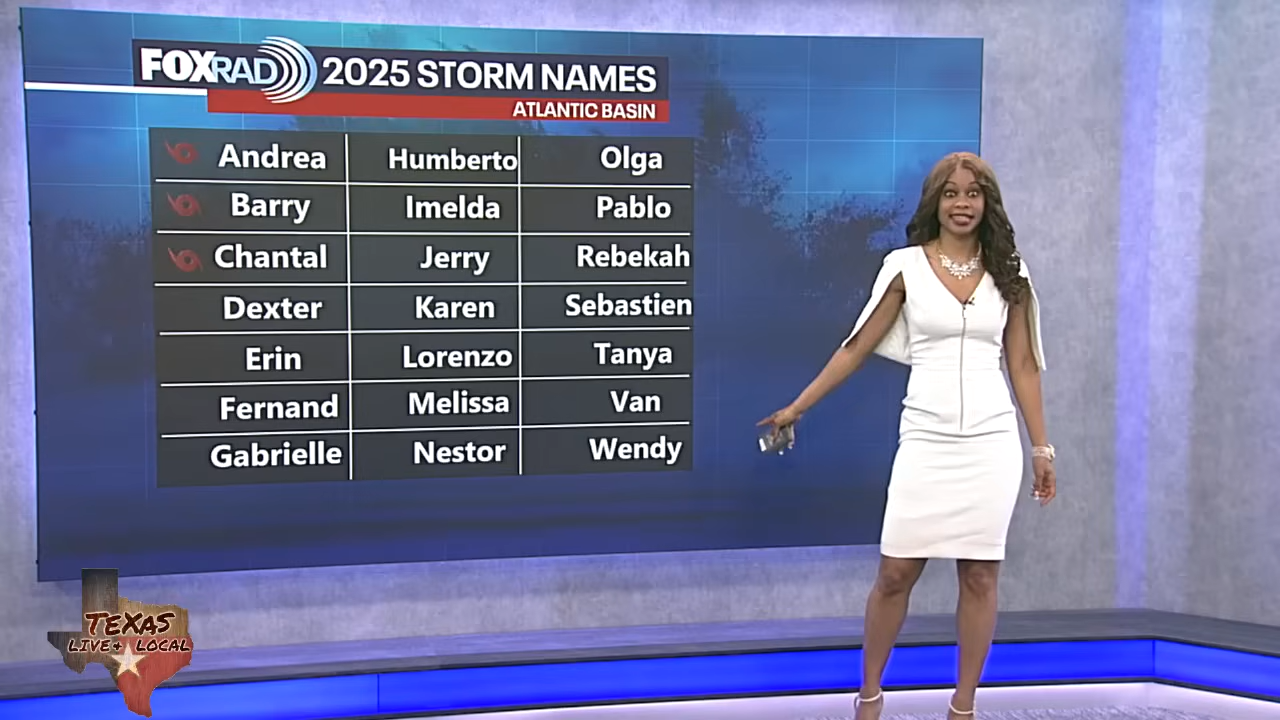 FOXRAD 2025 STORM NAMES
ATLANTIC BASIN
Andrea Humberto Olga
Barry Imelda Pablo
Chantal Jerry Rebekah
Dexter Karen Sebastien
Erin Lorenzo Tanya
Fernand Melissa Van
Gabrielle Nestor Wendy
TEXAS
LIVE+ LOCAL